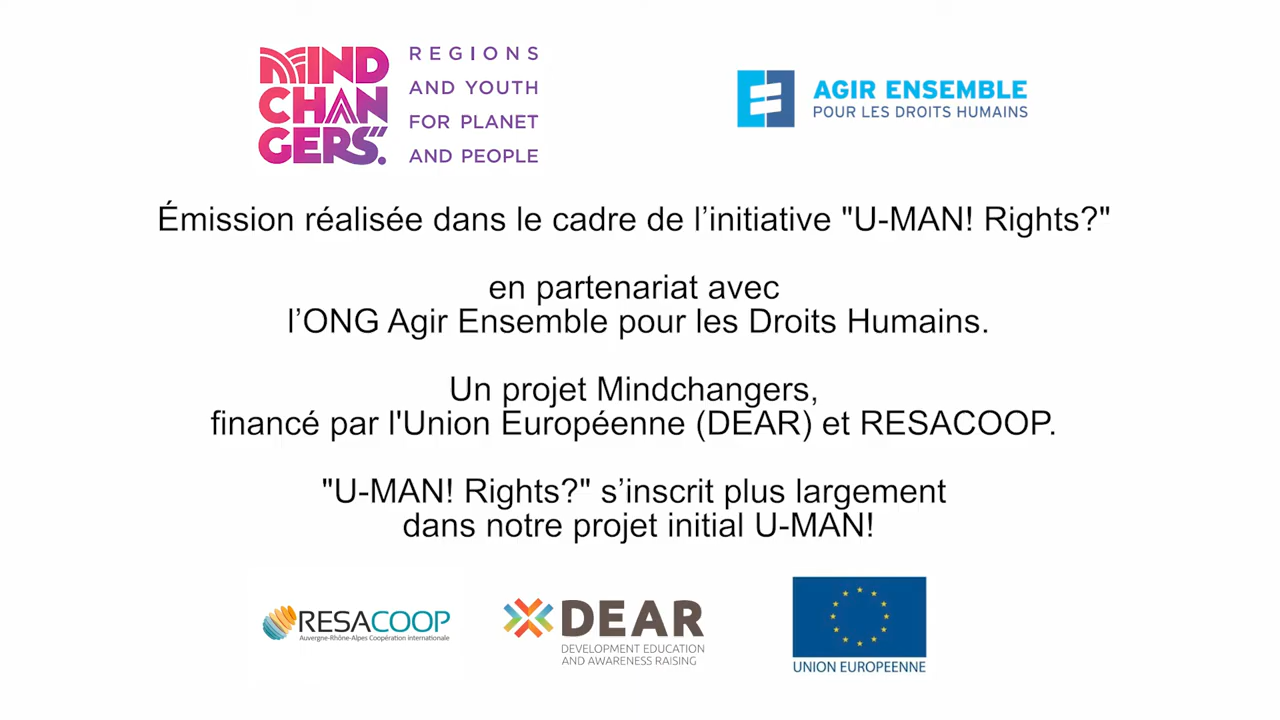 MIND
CHAN
GERS.
REGIONS
AND YOUTH
FOR PLANET
AND PEOPLE
AGIR ENSEMBLE
POUR LES DROITS HUMAINS
Émission réalisée dans le cadre de l’initiative "U-MAN! Rights?"
en partenariat avec
l’ONG Agir Ensemble pour les Droits Humains.
Un projet Mindchangers,
financé par l'Union Européenne (DEAR) et RESACOOP.
"U-MAN! Rights?" s’inscrit plus largement
dans notre projet initial U-MAN!
RESACOOP
Auvergne-Rhône-Alpes Coopération internationale
DEAR
DEVELOPMENT EDUCATION
AND AWARENESS RAISING
UNION EUROPEENNE